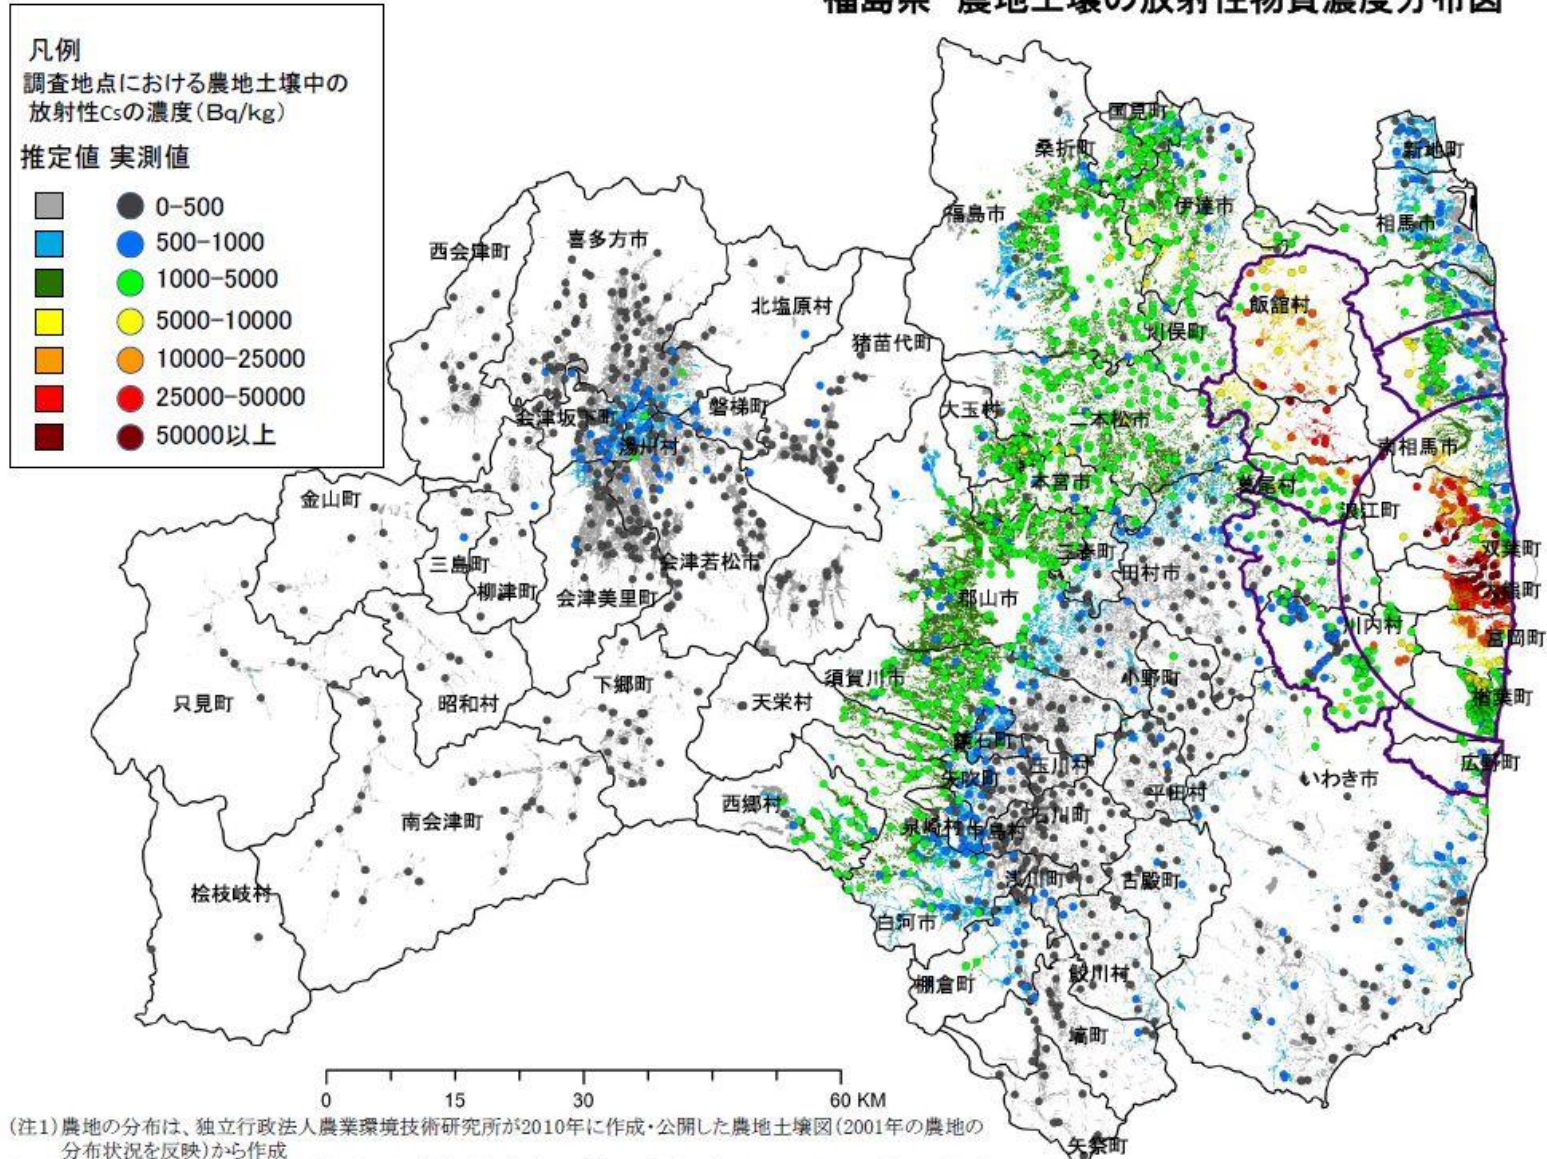 福島県 農地土壌の放射性物質濃度分布図
凡例
調査地点における農地土壌中の
放射性Csの濃度(Bq/kg)
推定値 実測値
0-500
500-1000
1000-5000
5000-10000
10000-25000
25000-50000
50000以上
国見町
桑折町
新地町
福島市
伊達市
相馬市
西会津町
喜多方市
北塩原村
飯舘村
猪苗代町
川俣町
会津坂下町
磐梯町
大玉村
二本松市
湯川村
南相馬市
本宮市
葛尾村
金山町
浪江町
三島町
会津若松市
三春町
双葉町
田村市
柳津町
会津美里町
郡山市
大熊町
川内村
富岡町
須賀川市
小野町
只見町
昭和村
下郷町
天栄村
楢葉町
鏡石町
玉川村
矢吹町
広野町
いわき市
平田村
西郷村
石川町
南会津町
泉崎村
中島村
浅川町
古殿町
桧枝岐村
白河市
鮫川村
棚倉町
塙町
矢祭町
0 15 30 60 KM
(注1)農地の分布は、独立行政法人農業環境技術研究所が2010年に作成・公開した農地土壌図(2001年の農地の
分布状況を反映)から作成